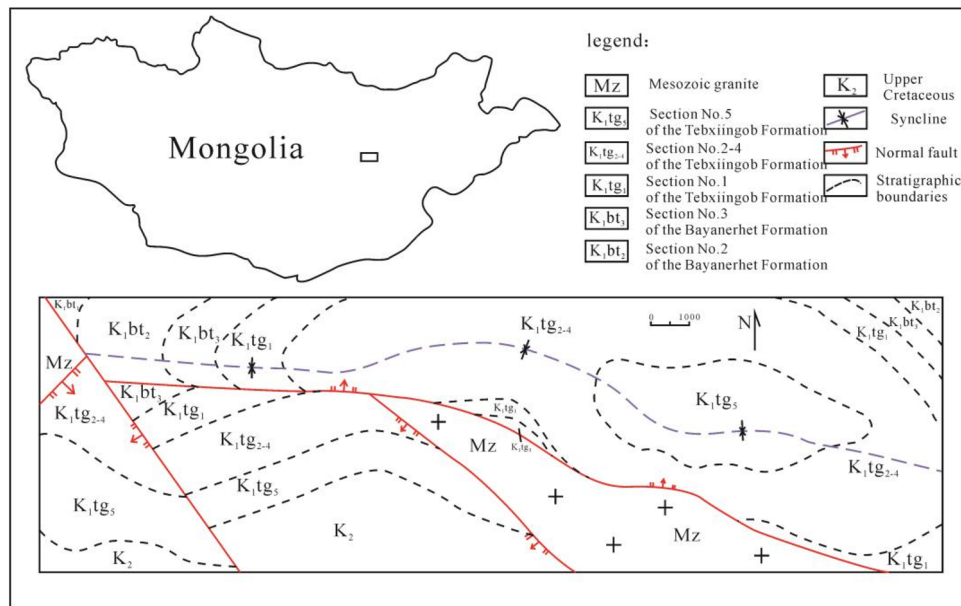 Mongolia
legend:
Mz Mesozoic granite
K₁tg₅ Section No.5
of the Tebxiingob Formation
K₁tg₂₋₄ Section No.2-4
of the Tebxiingob Formation
K₁tg₁ Section No.1
of the Tebxiingob Formation
K₁bt₃ Section No.3
of the Bayanerhet Formation
K₁bt₂ Section No.2
of the Bayanerhet Formation
K₂ Upper
Cretaceous
Syncline
Normal fault
Stratigraphic
boundaries
K₁bt₂
K₁bt₃
K₁tg₁
K₁tg₂₋₄
0 1000
N
K₁tg₁
K₁bt₃
K₁bt₂
Mz
K₁bt₃
K₁tg₁
K₁tg₂₋₄
K₁tg₂₋₄
K₁tg₁
Mz
K₁tg₅
K₁tg₂₋₄
K₁tg₅
K₁tg₅
K₂
K₂
Mz
K₁tg₁